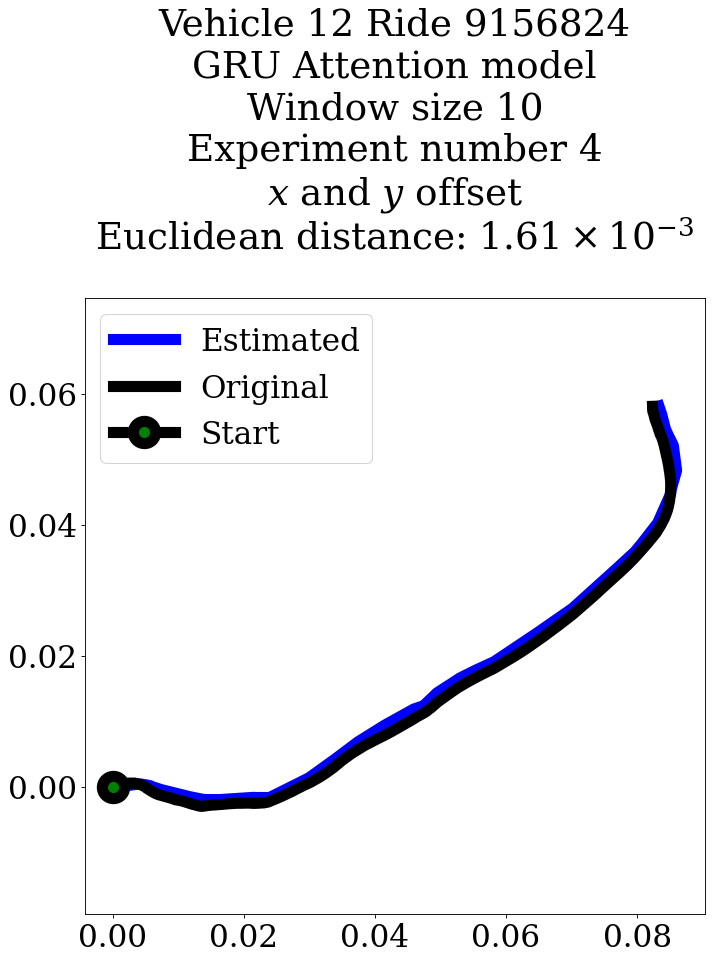 Vehicle 12 Ride 9156824
GRU Attention model
Window size 10
Experiment number 4
x and y offset
Euclidean distance: 1.61 × 10⁻³
Estimated
Original
Start
0.06
0.04
0.02
0.00
0.00 0.02 0.04 0.06 0.08